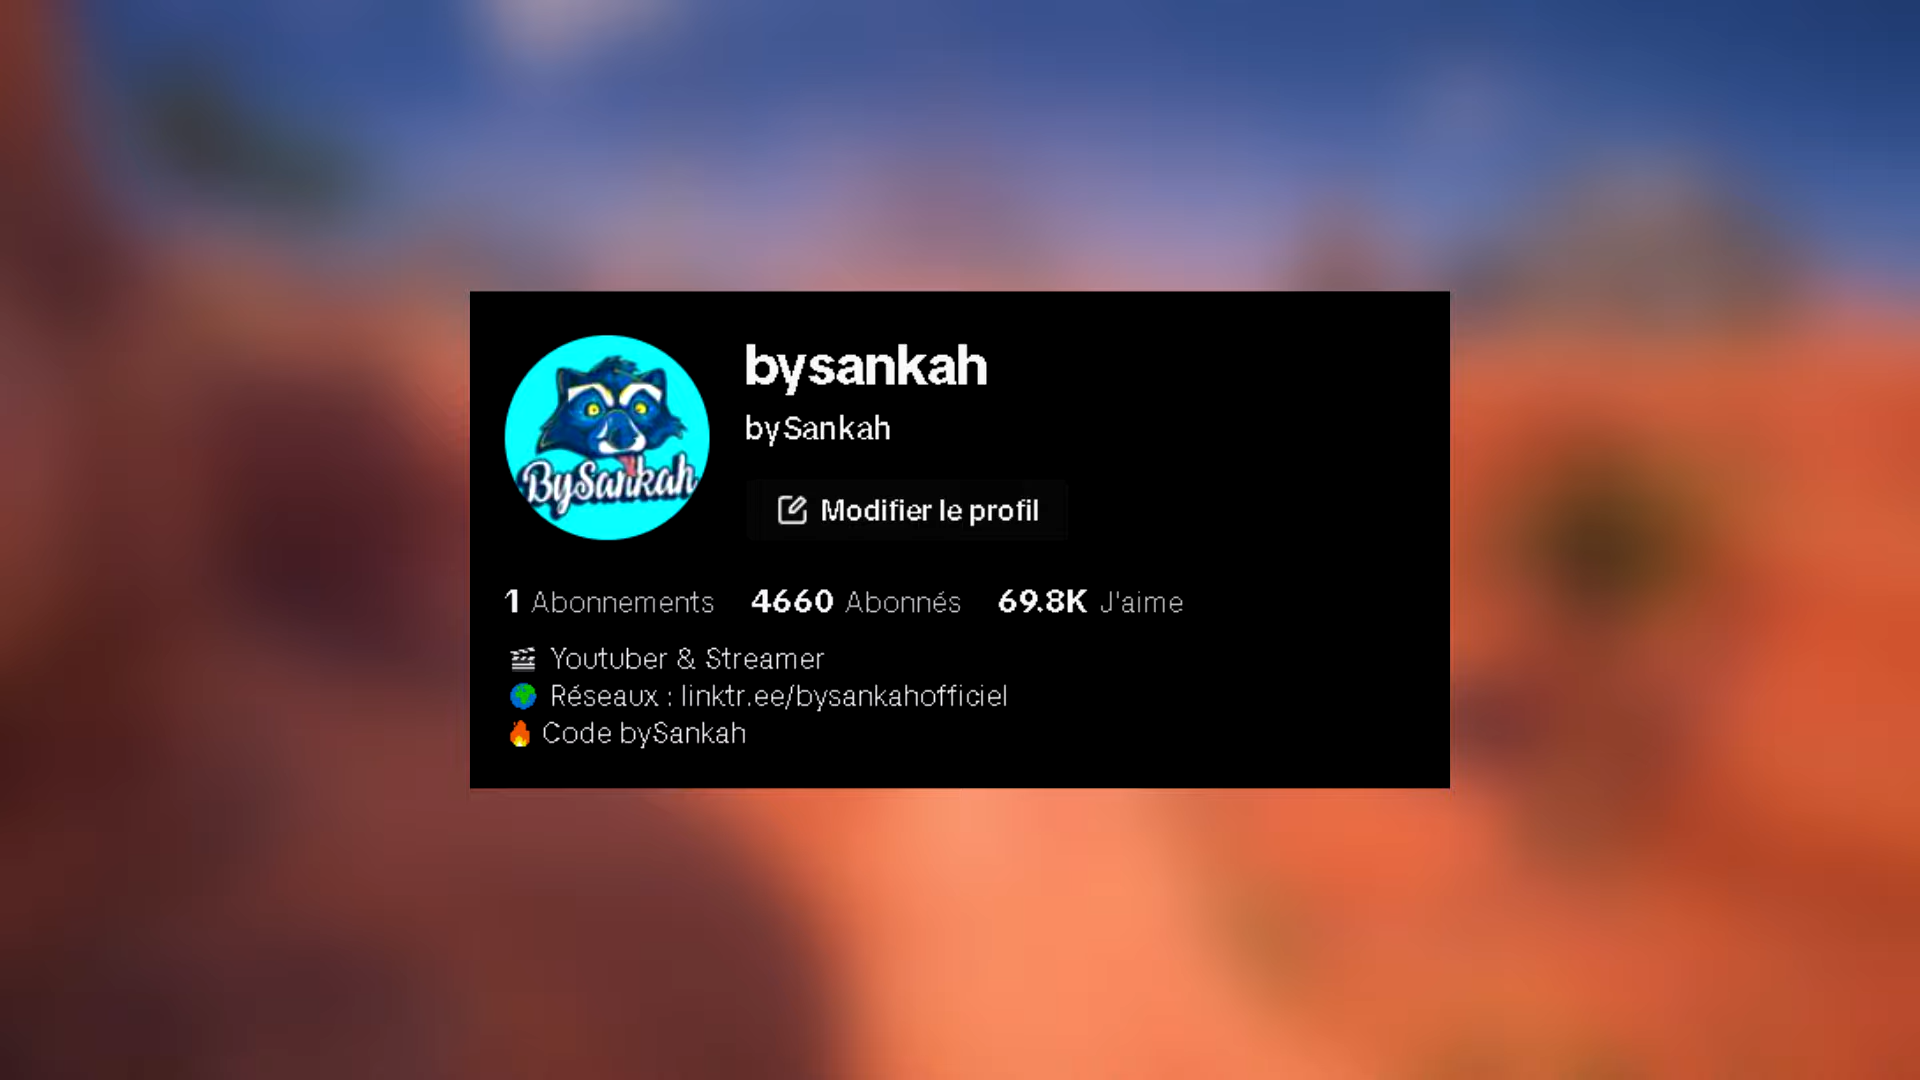 bysankah
bySankah
BySankah
Modifier le profil
1 Abonnements 4660 Abonnés 69.8K J'aime
🎬 Youtuber & Streamer
🌍 Réseaux : linktr.ee/bysankahofficiel
🔥 Code bySankah